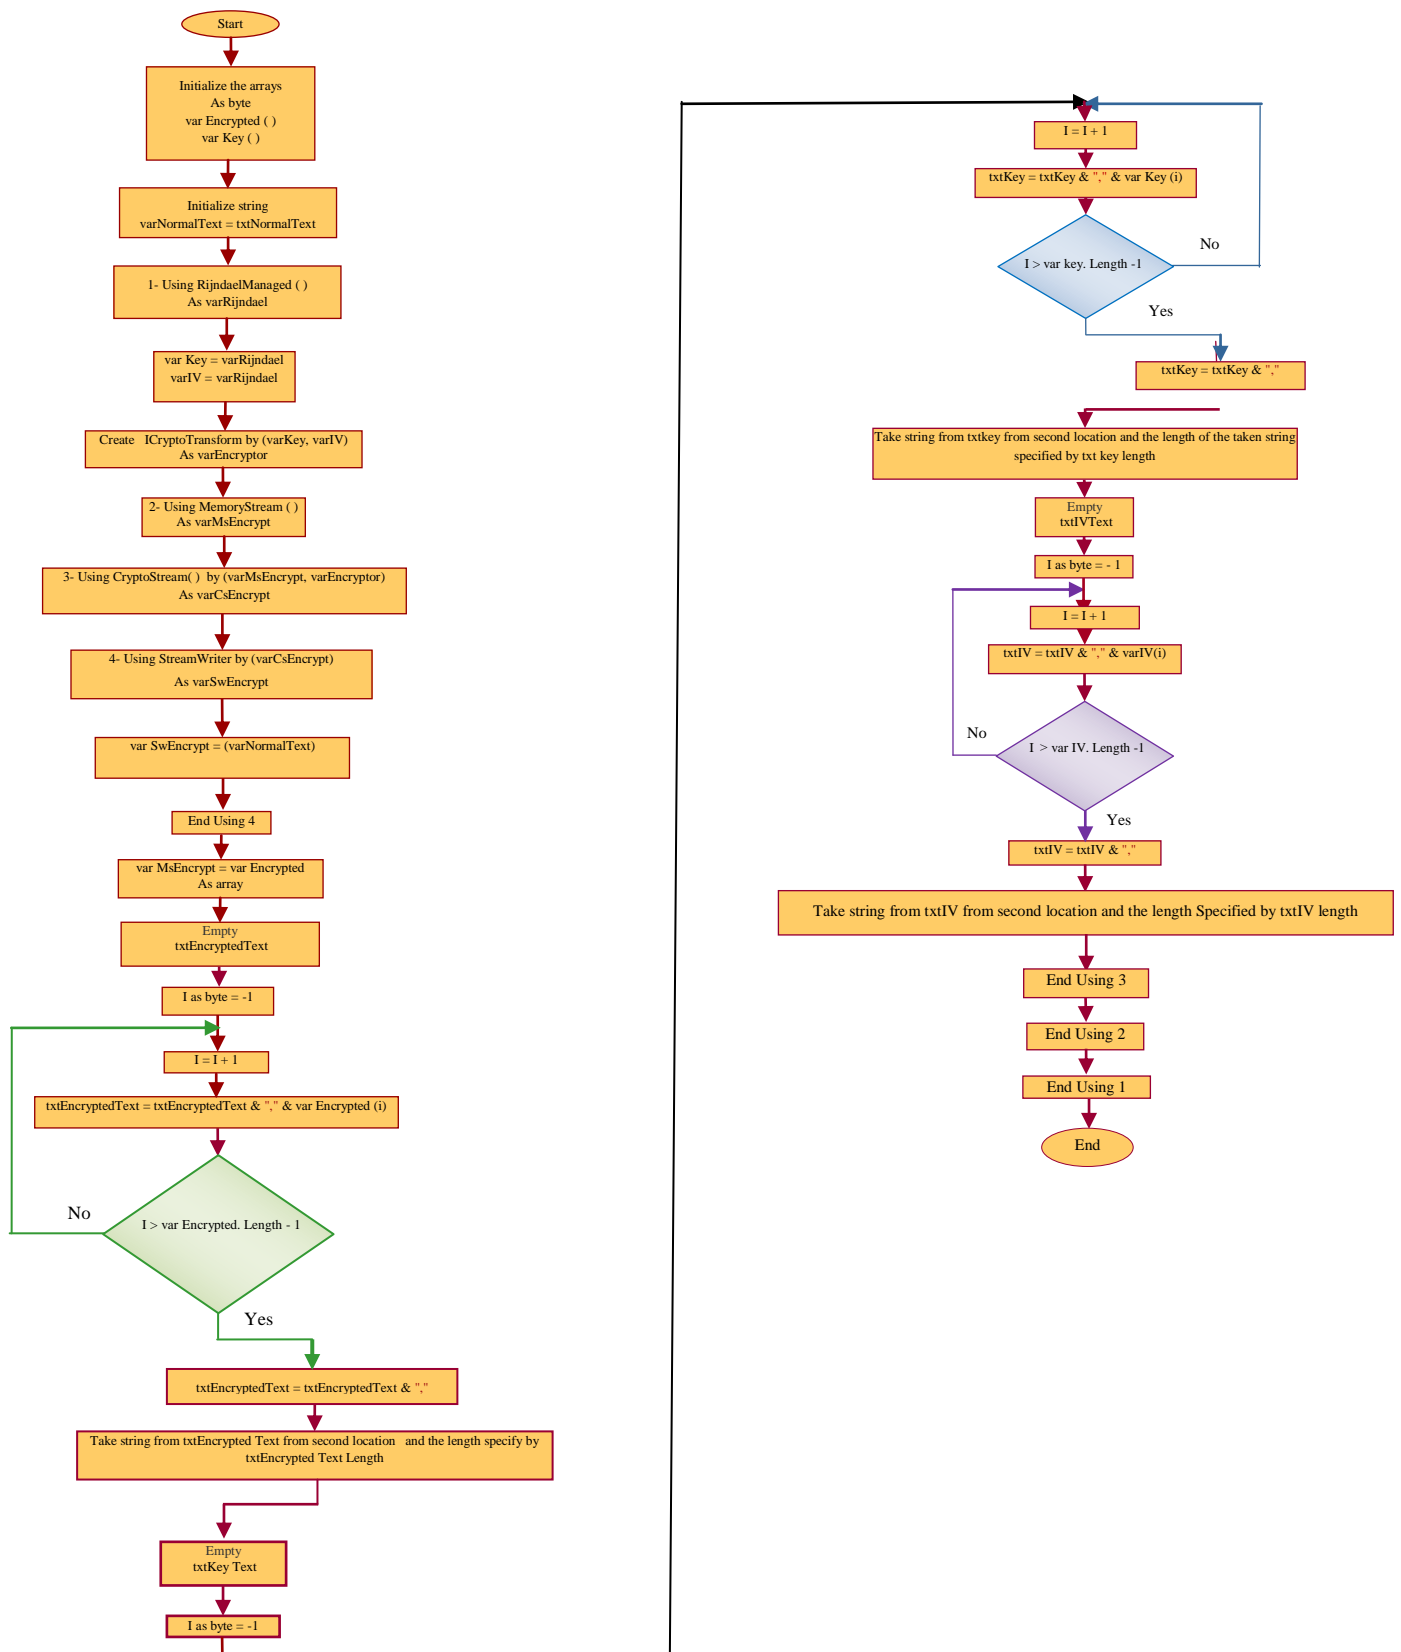 Start
Initialize the arrays
As byte
var Encrypted ( )
var Key ( )
Initialize string
varNormalText = txtNormalText
1- Using RijndaelManaged ( )
As varRijndael
var Key = varRijndael
varIV = varRijndael
Create ICryptoTransform by (varKey, varIV)
As varEncryptor
2- Using MemoryStream ( )
As varMsEncrypt
3- Using CryptoStream( ) by (varMsEncrypt, varEncryptor)
As varCsEncrypt
4- Using StreamWriter by (varCsEncrypt)
As varSwEncrypt
var SwEncrypt = (varNormalText)
End Using 4
var MsEncrypt = var Encrypted
As array
Empty
txtEncryptedText
I as byte = -1
I = I + 1
txtEncryptedText = txtEncryptedText & "," & var Encrypted (i)
I > var Encrypted. Length - 1
No
Yes
txtEncryptedText = txtEncryptedText & ","
Take string from txtEncrypted Text from second location and the length specify by
txtEncrypted Text Length
Empty
txtKey Text
I as byte = -1
I = I + 1
txtKey = txtKey & "," & var Key (i)
I > var key. Length -1
No
Yes
txtKey = txtKey & ","
Take string from txtkey from second location and the length of the taken string
specified by txt key length
Empty
txtIVText
I as byte = - 1
I = I + 1
txtIV = txtIV & "," & varIV(i)
I > var IV. Length -1
No
Yes
txtIV = txtIV & ","
Take string from txtIV from second location and the length Specified by txtIV length
End Using 3
End Using 2
End Using 1
End